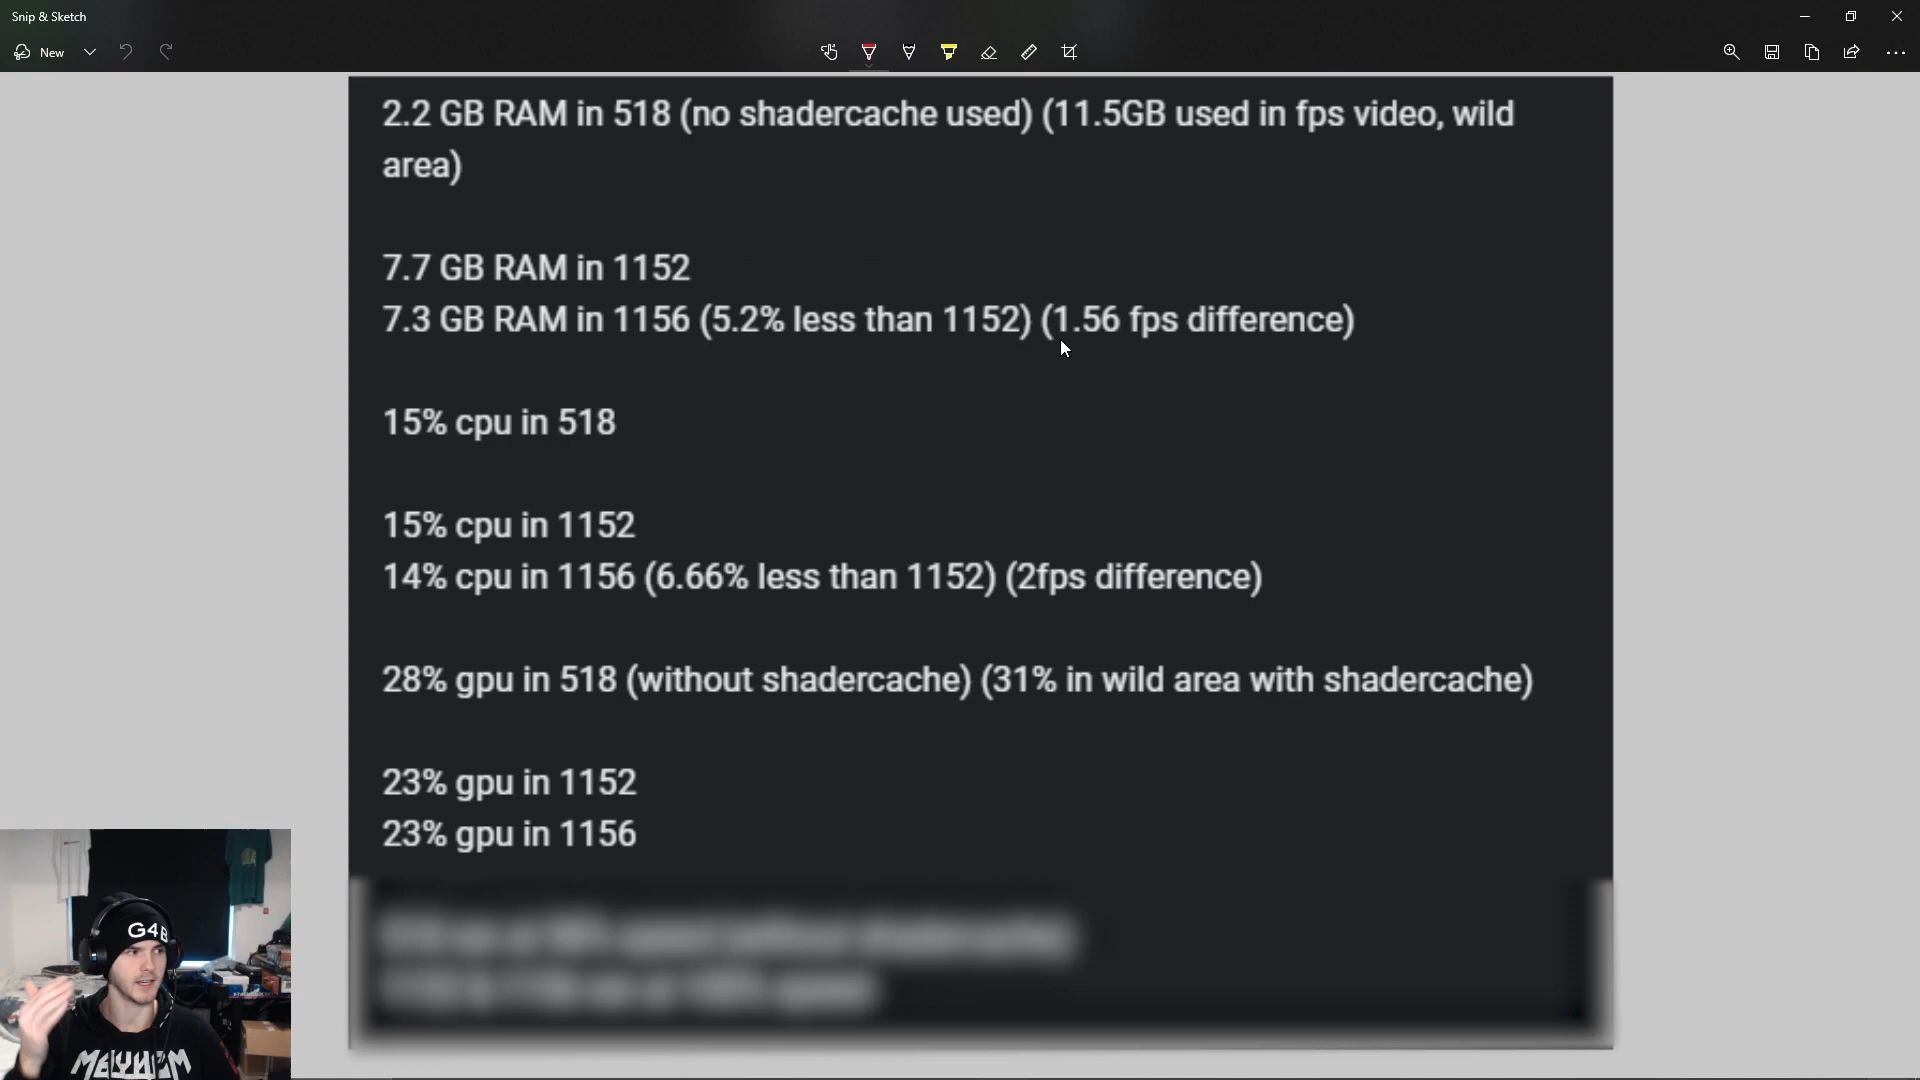 Snip & Sketch
New
2.2 GB RAM in 518 (no shadercache used) (11.5GB used in fps video, wild
area)
7.7 GB RAM in 1152
7.3 GB RAM in 1156 (5.2% less than 1152) (1.56 fps difference)
15% cpu in 518
15% cpu in 1152
14% cpu in 1156 (6.66% less than 1152) (2fps difference)
28% gpu in 518 (without shadercache) (31% in wild area with shadercache)
23% gpu in 1152
23% gpu in 1156
G4B
MAYHEM